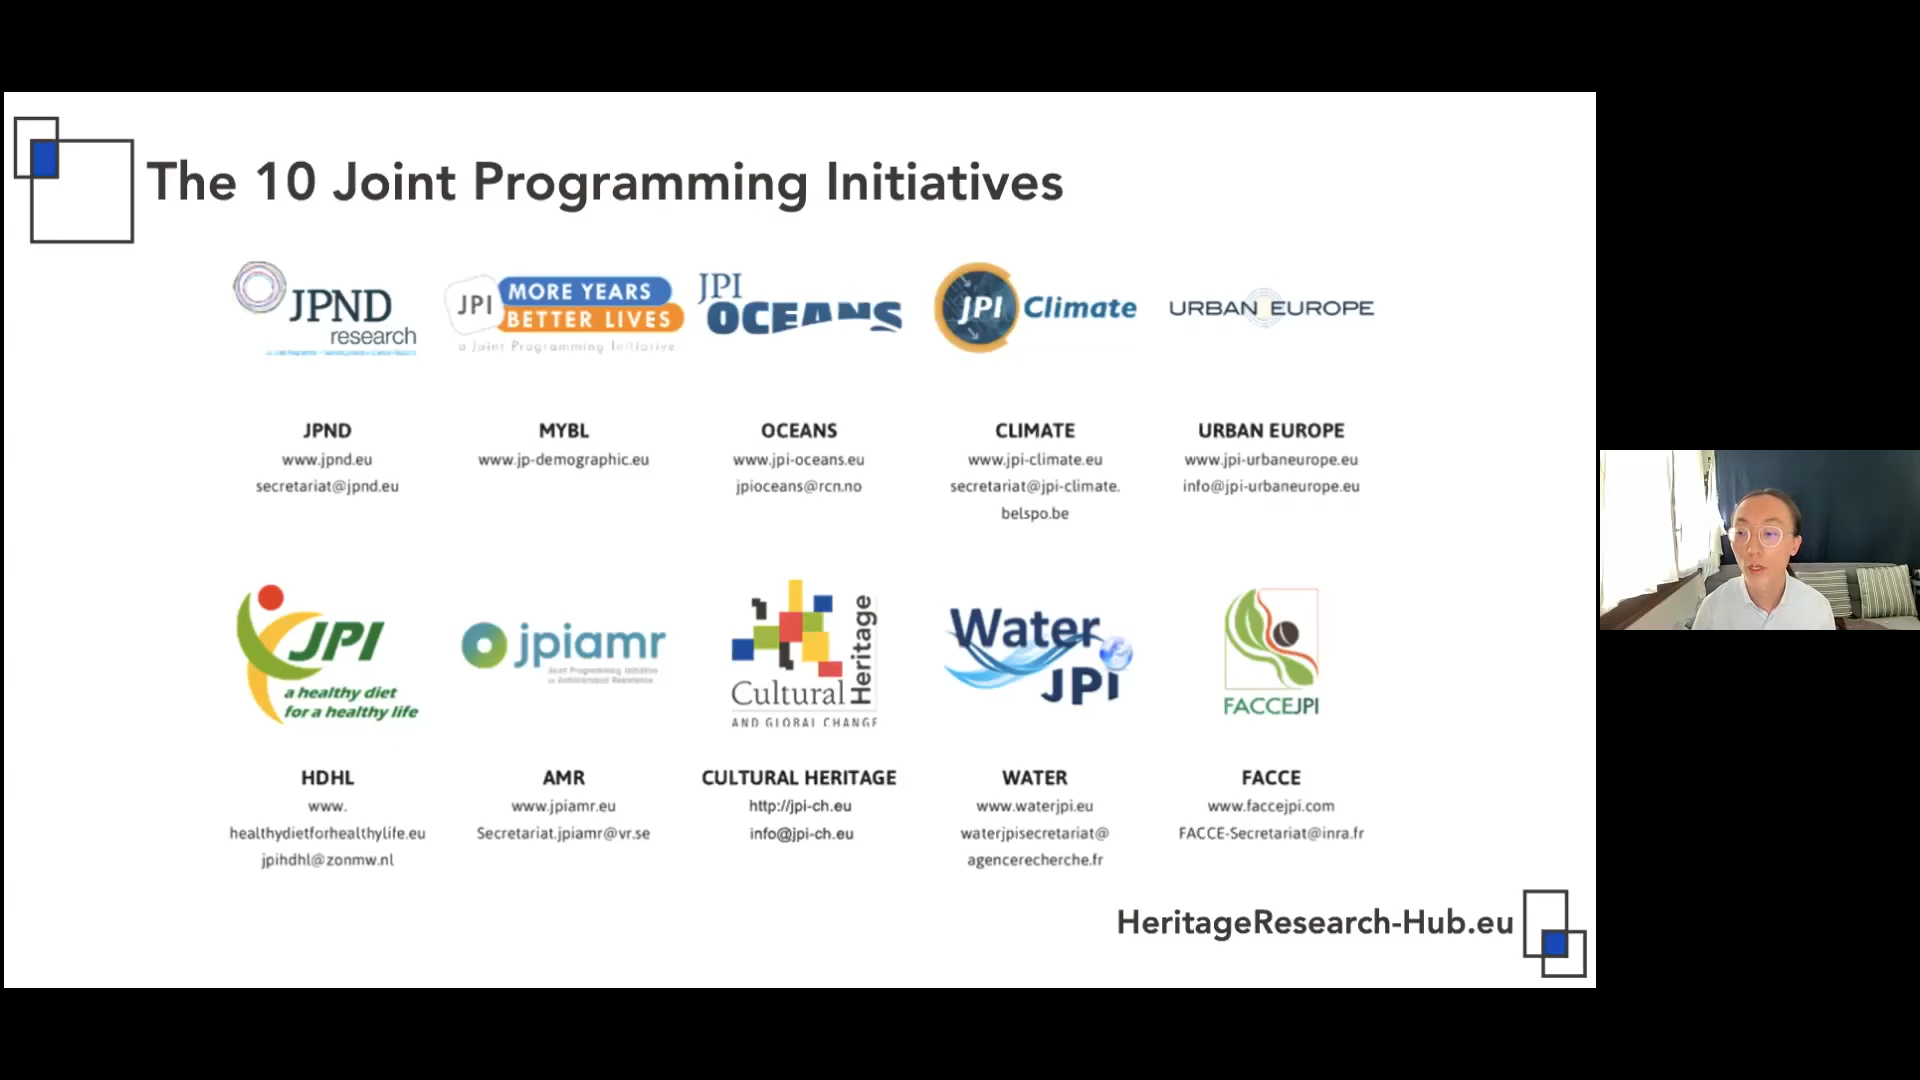 The 10 Joint Programming Initiatives
JPND
research
JPI
MORE YEARS
BETTER LIVES
a Joint Programming Initiative
JPI
OCEANS
JPI Climate
URBAN EUROPE
JPND
www.jpnd.eu
secretariat@jpnd.eu
MYBL
www.jp-demographic.eu
OCEANS
www.jpi-oceans.eu
jpioceans@rcn.no
CLIMATE
www.jpi-climate.eu
secretariat@jpi-climate.
belspo.be
URBAN EUROPE
www.jpi-urbaneurope.eu
info@jpi-urbaneurope.eu
JPI
a healthy diet
for a healthy life
jpiamr
Joint Programming Initiative
on Antimicrobial Resistance
Cultural
Heritage
AND GLOBAL CHANGE
Water
JPI
FACCEJPI
HDHL
www.
healthydietforhealthylife.eu
jpihdhl@zonmw.nl
AMR
www.jpiamr.eu
Secretariat.jpiamr@vr.se
CULTURAL HERITAGE
http://jpi-ch.eu
info@jpi-ch.eu
WATER
www.waterjpi.eu
waterjpisecretariat@
agencerecherche.fr
FACCE
www.faccejpi.com
FACCE-Secretariat@inra.fr
HeritageResearch-Hub.eu